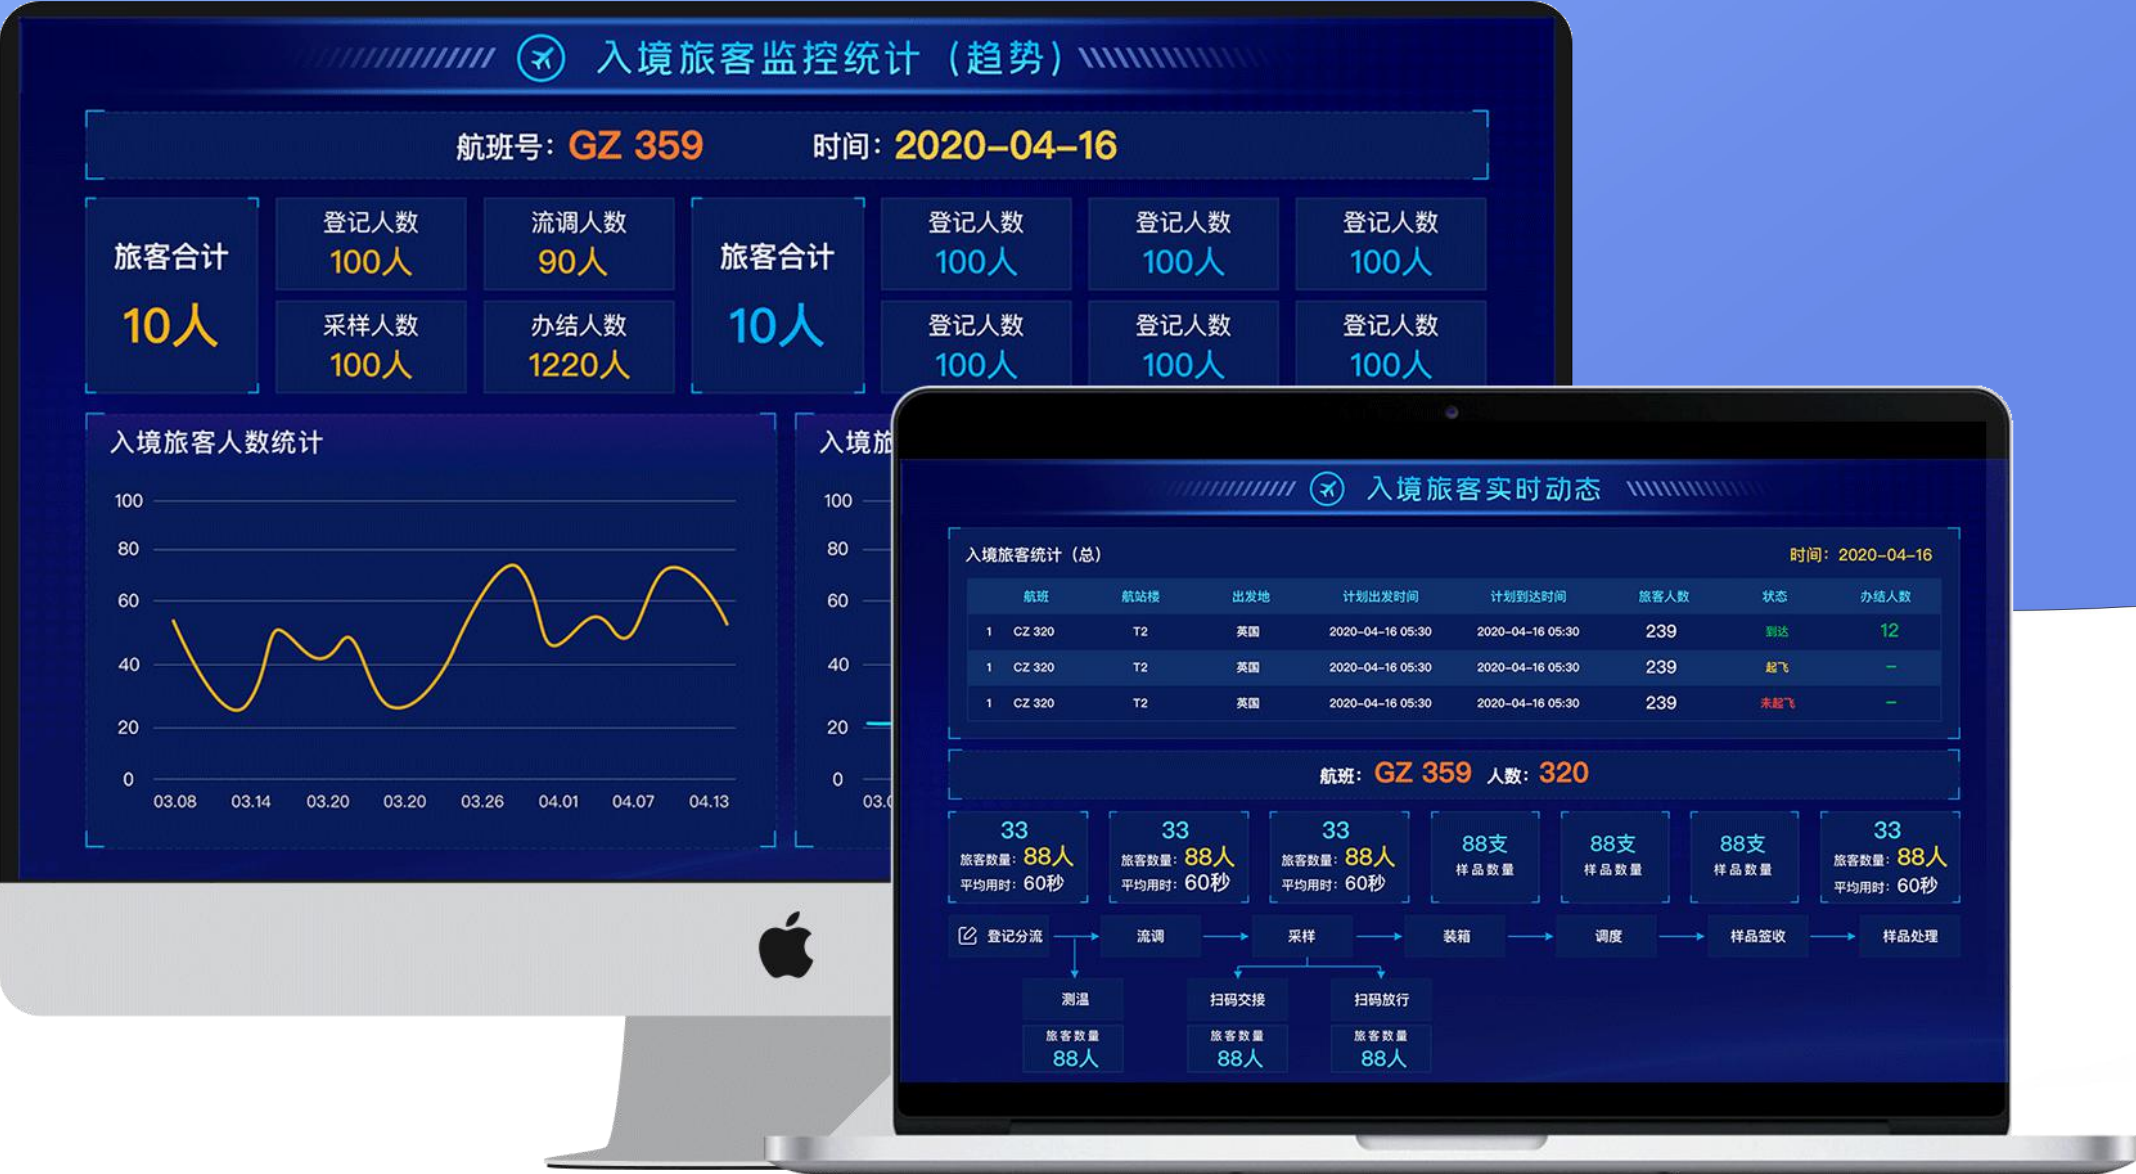 入境旅客监控统计（趋势）
航班号：GZ 359 时间：2020-04-16
旅客合计
10人
登记人数
100人
流调人数
90人
采样人数
100人
办结人数
1220人
旅客合计
10人
登记人数
100人
登记人数
100人
登记人数
100人
登记人数
100人
登记人数
100人
登记人数
100人
入境旅客人数统计
100
80
60
40
20
0
03.08 03.14 03.20 03.20 03.26 04.01 04.07 04.13
入境旅
100
80
60
40
20
0
03.0
入境旅客实时动态
入境旅客统计（总） 时间：2020-04-16
航班 航站楼 出发地 计划出发时间 计划到达时间 旅客人数 状态 办结人数
1 CZ 320 T2 英国 2020-04-16 05:30 2020-04-16 05:30 239 到达 12
1 CZ 320 T2 英国 2020-04-16 05:30 2020-04-16 05:30 239 起飞 -
1 CZ 320 T2 英国 2020-04-16 05:30 2020-04-16 05:30 239 未起飞 -
航班：GZ 359 人数：320
33
旅客数量：88人
平均用时：60秒
33
旅客数量：88人
平均用时：60秒
33
旅客数量：88人
平均用时：60秒
88支
样品数量
88支
样品数量
88支
样品数量
33
旅客数量：88人
平均用时：60秒
登记分流 流调 采样 装箱 调度 样品签收 样品处理
测温 扫码交接 扫码放行
旅客数量 旅客数量 旅客数量
88人 88人 88人